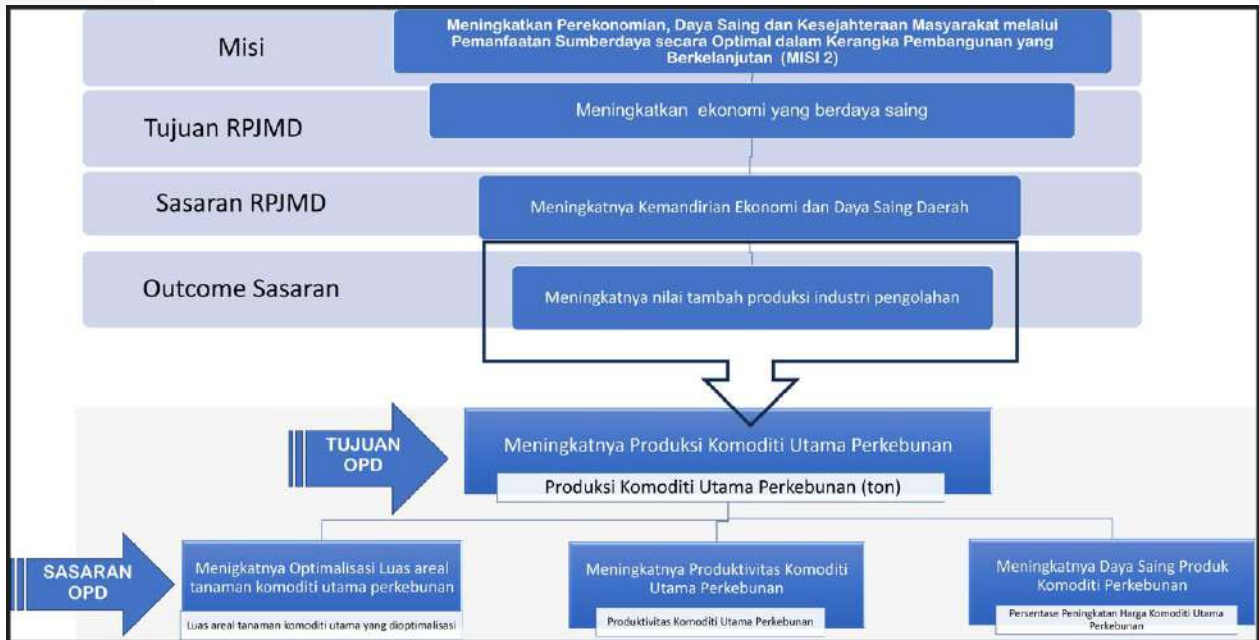 Misi
Meningkatkan Perekonomian, Daya Saing dan Kesejahteraan Masyarakat melalui
Pemanfaatan Sumberdaya secara Optimal dalam Kerangka Pembangunan yang
Berkelanjutan (MISI 2)
Tujuan RPJMD
Meningkatkan ekonomi yang berdaya saing
Sasaran RPJMD
Meningkatnya Kemandirian Ekonomi dan Daya Saing Daerah
Outcome Sasaran
Meningkatnya nilai tambah produksi industri pengolahan
TUJUAN
OPD
Meningkatnya Produksi Komoditi Utama Perkebunan
Produksi Komoditi Utama Perkebunan (ton)
SASARAN
OPD
Menigkatnya Optimalisasi Luas areal
tanaman komoditi utama perkebunan
Luas areal tanaman komoditi utama yang dioptimalisasi
Meningkatnya Produktivitas Komoditi
Utama Perkebunan
Produktivitas Komoditi Utama Perkebunan
Meningkatnya Daya Saing Produk
Komoditi Perkebunan
Persentase Peningkatan Harga Komoditi Utama
Perkebunan